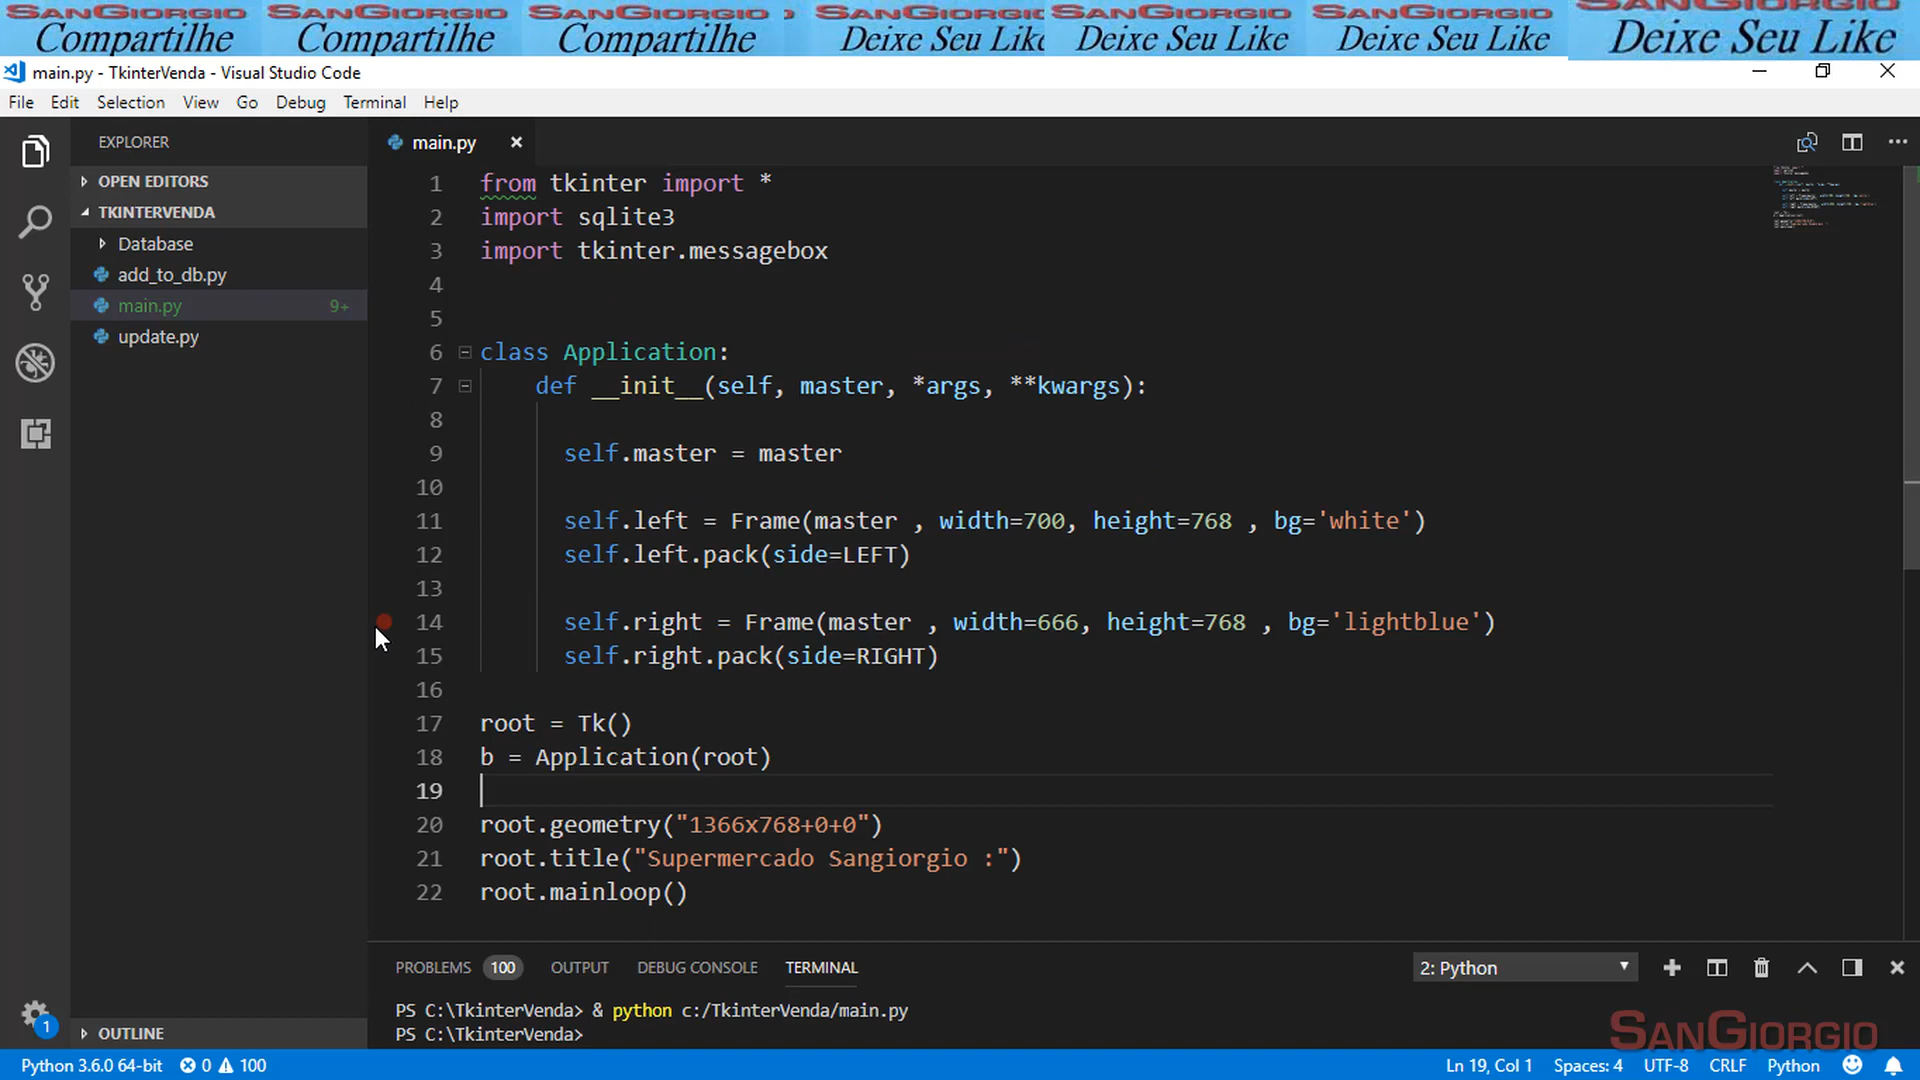 SANGIORGIO SANGIORGIO SANGIORGIO SANGIORGIO SANGIORGIO SANGIORGIO
Compartilhe Compartilhe Compartilhe Deixe Seu Like Deixe Seu Like Deixe Seu Like Deixe Seu Like
main.py - TkinterVenda - Visual Studio Code
File Edit Selection View Go Debug Terminal Help
EXPLORER
OPEN EDITORS
TKINTERVENDA
Database
add_to_db.py
main.py 9+
update.py
OUTLINE
main.py ×
1 from tkinter import *
2 import sqlite3
3 import tkinter.messagebox
4
5
6 class Application:
7 def __init__(self, master, *args, **kwargs):
8
9 self.master = master
10
11 self.left = Frame(master , width=700, height=768 , bg='white')
12 self.left.pack(side=LEFT)
13
14 self.right = Frame(master , width=666, height=768 , bg='lightblue')
15 self.right.pack(side=RIGHT)
16
17 root = Tk()
18 b = Application(root)
19
20 root.geometry("1366x768+0+0")
21 root.title("Supermercado Sangiorgio :")
22 root.mainloop()
PROBLEMS 100 OUTPUT DEBUG CONSOLE TERMINAL 2: Python
PS C:\TkinterVenda> & python c:/TkinterVenda/main.py
PS C:\TkinterVenda>
SANGIORGIO
1
Python 3.6.0 64-bit 0 100 Ln 19, Col 1 Spaces: 4 UTF-8 CRLF Python